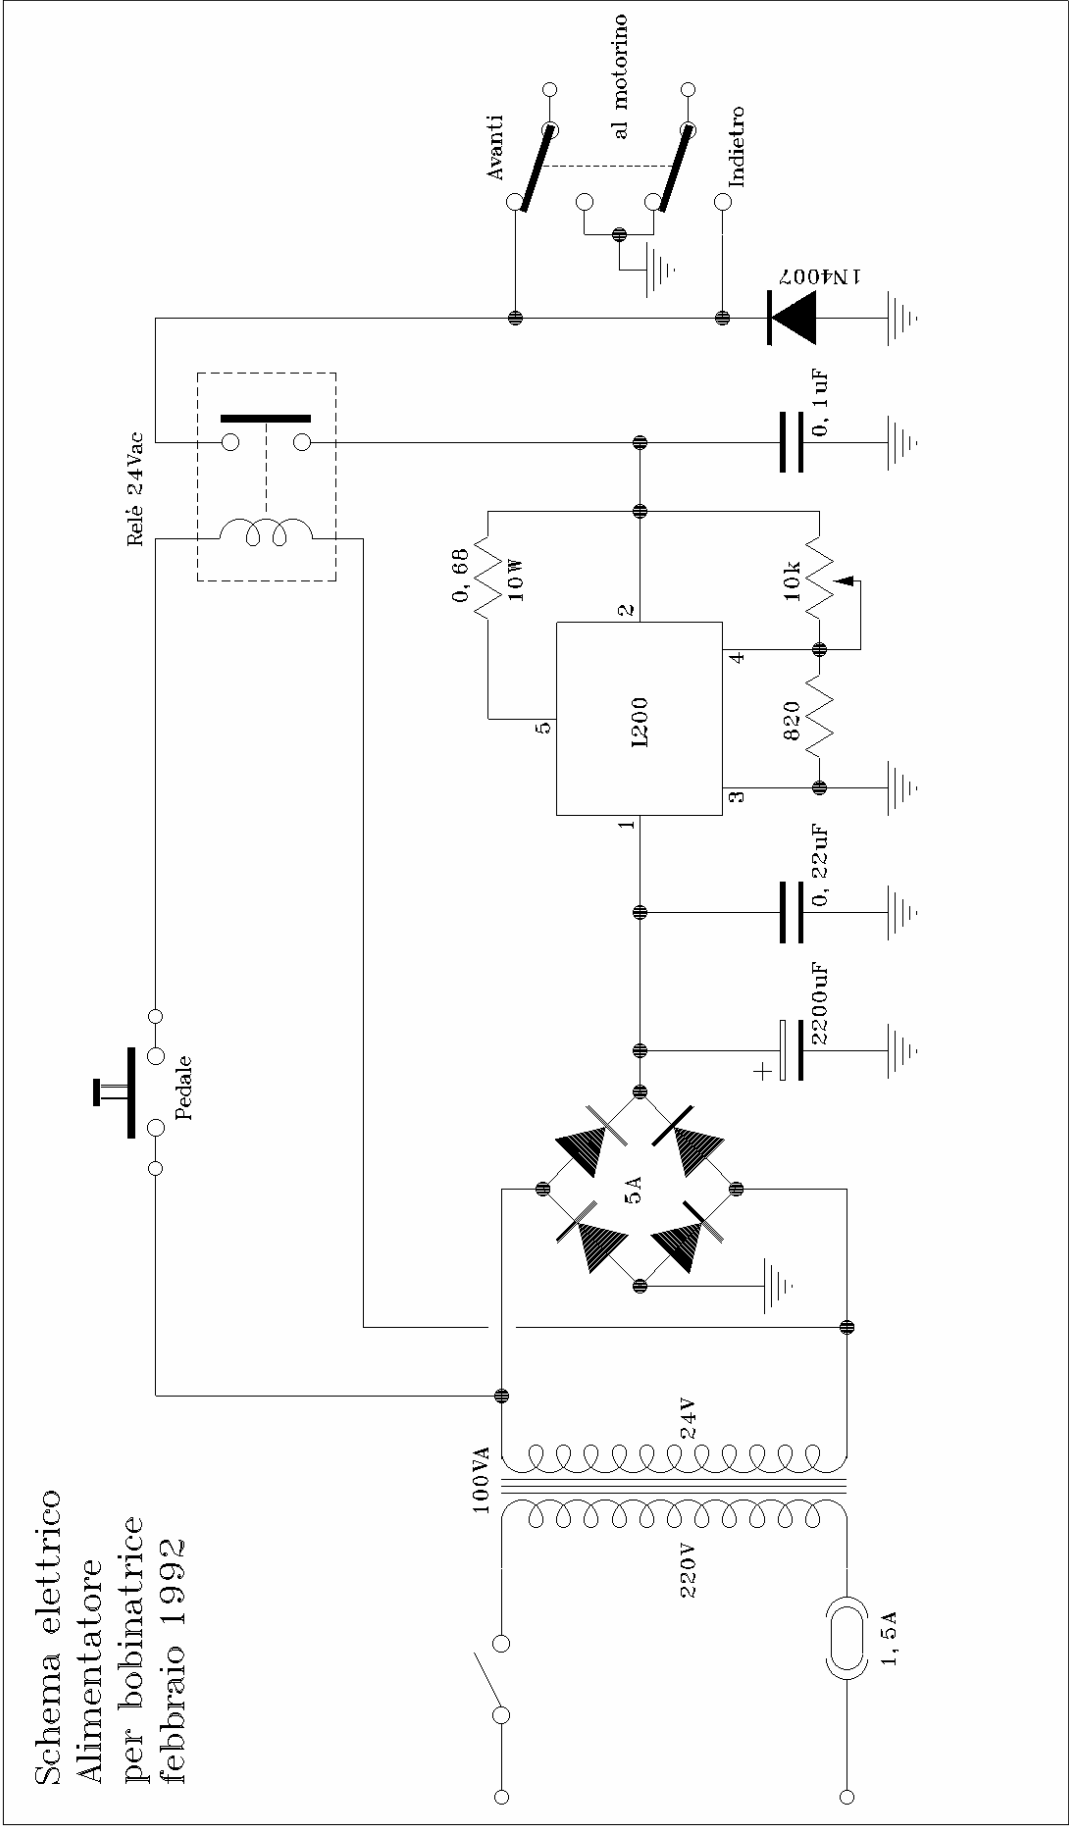 Schema elettrico
Alimentatore
per bobinatrice
febbraio 1992
220V
1,5A
100VA
24V
Pedale
5A
+
2200uF
0,22uF
L200
1
2
3
4
5
820
10k
0,68
10W
Relè 24Vac
0,1uF
1N4007
Avanti
al motorino
Indietro